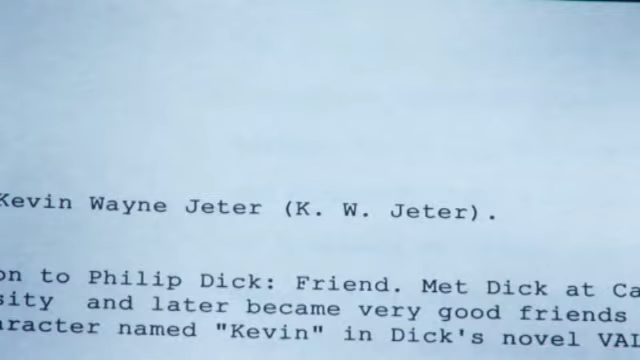 Kevin Wayne Jeter (K. W. Jeter).
on to Philip Dick: Friend. Met Dick at Ca
sity and later became very good friends
aracter named "Kevin" in Dick's novel VAL